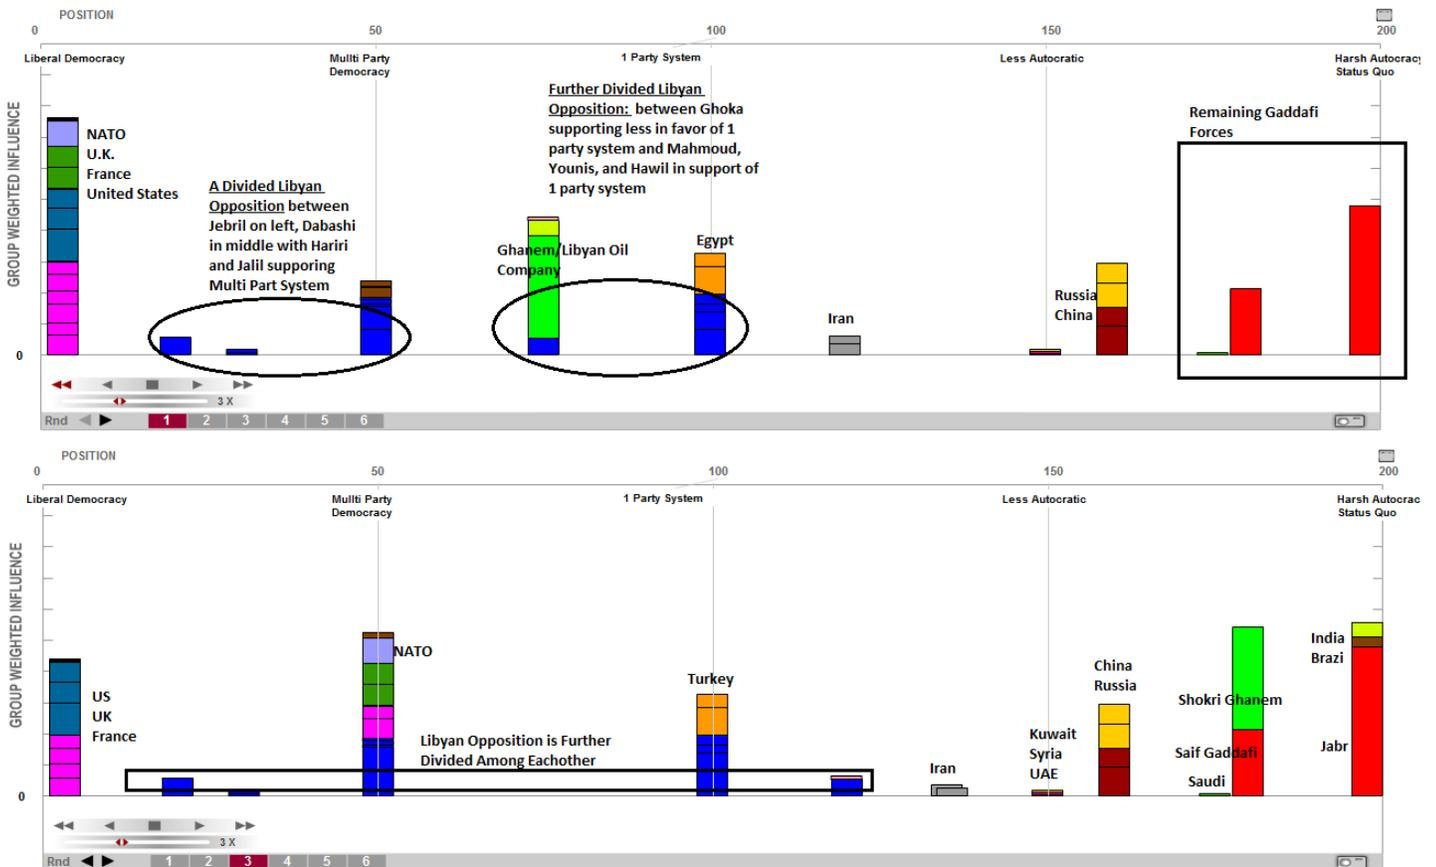 POSITION
0 50 100 150 200
Liberal Democracy
Mullti Party
Democracy
1 Party System
Less Autocratic
Harsh Autocracy
Status Quo
GROUP WEIGHTED INFLUENCE
NATO
U.K.
France
United States
A Divided Libyan
Opposition between
Jebril on left, Dabashi
in middle with Hariri
and Jalil supporing
Multi Part System
Further Divided Libyan
Opposition: between Ghoka
supporting less in favor of 1
party system and Mahmoud,
Younis, and Hawil in support of
1 party system
Ghanem/Libyan Oil
Company
Egypt
Iran
Russia
China
Remaining Gaddafi
Forces
0
3 X
Rnd 1 2 3 4 5 6
POSITION
0 50 100 150 200
Liberal Democracy
Mullti Party
Democracy
1 Party System
Less Autocratic
Harsh Autocrac
Status Quo
GROUP WEIGHTED INFLUENCE
US
UK
France
NATO
Libyan Opposition is Further
Divided Among Eachother
Turkey
Iran
Kuwait
Syria
UAE
China
Russia
Shokri Ghanem
Saif Gaddafi
Saudi
India
Brazi
Jabr
0
3 X
Rnd 1 2 3 4 5 6